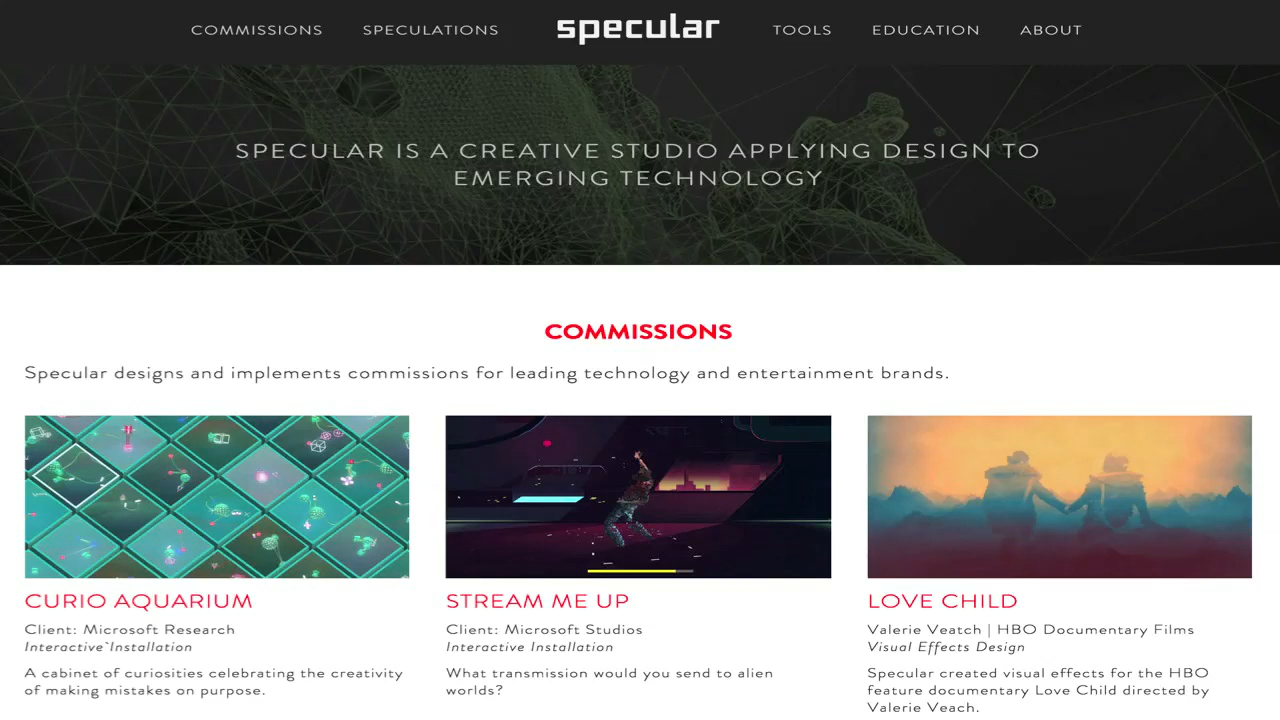 COMMISSIONS SPECULATIONS specular TOOLS EDUCATION ABOUT
SPECULAR IS A CREATIVE STUDIO APPLYING DESIGN TO
EMERGING TECHNOLOGY
COMMISSIONS
Specular designs and implements commissions for leading technology and entertainment brands.
CURIO AQUARIUM
Client: Microsoft Research
Interactive`Installation
A cabinet of curiosities celebrating the creativity
of making mistakes on purpose.
STREAM ME UP
Client: Microsoft Studios
Interactive Installation
What transmission would you send to alien
worlds?
LOVE CHILD
Valerie Veatch | HBO Documentary Films
Visual Effects Design
Specular created visual effects for the HBO
feature documentary Love Child directed by
Valerie Veach.